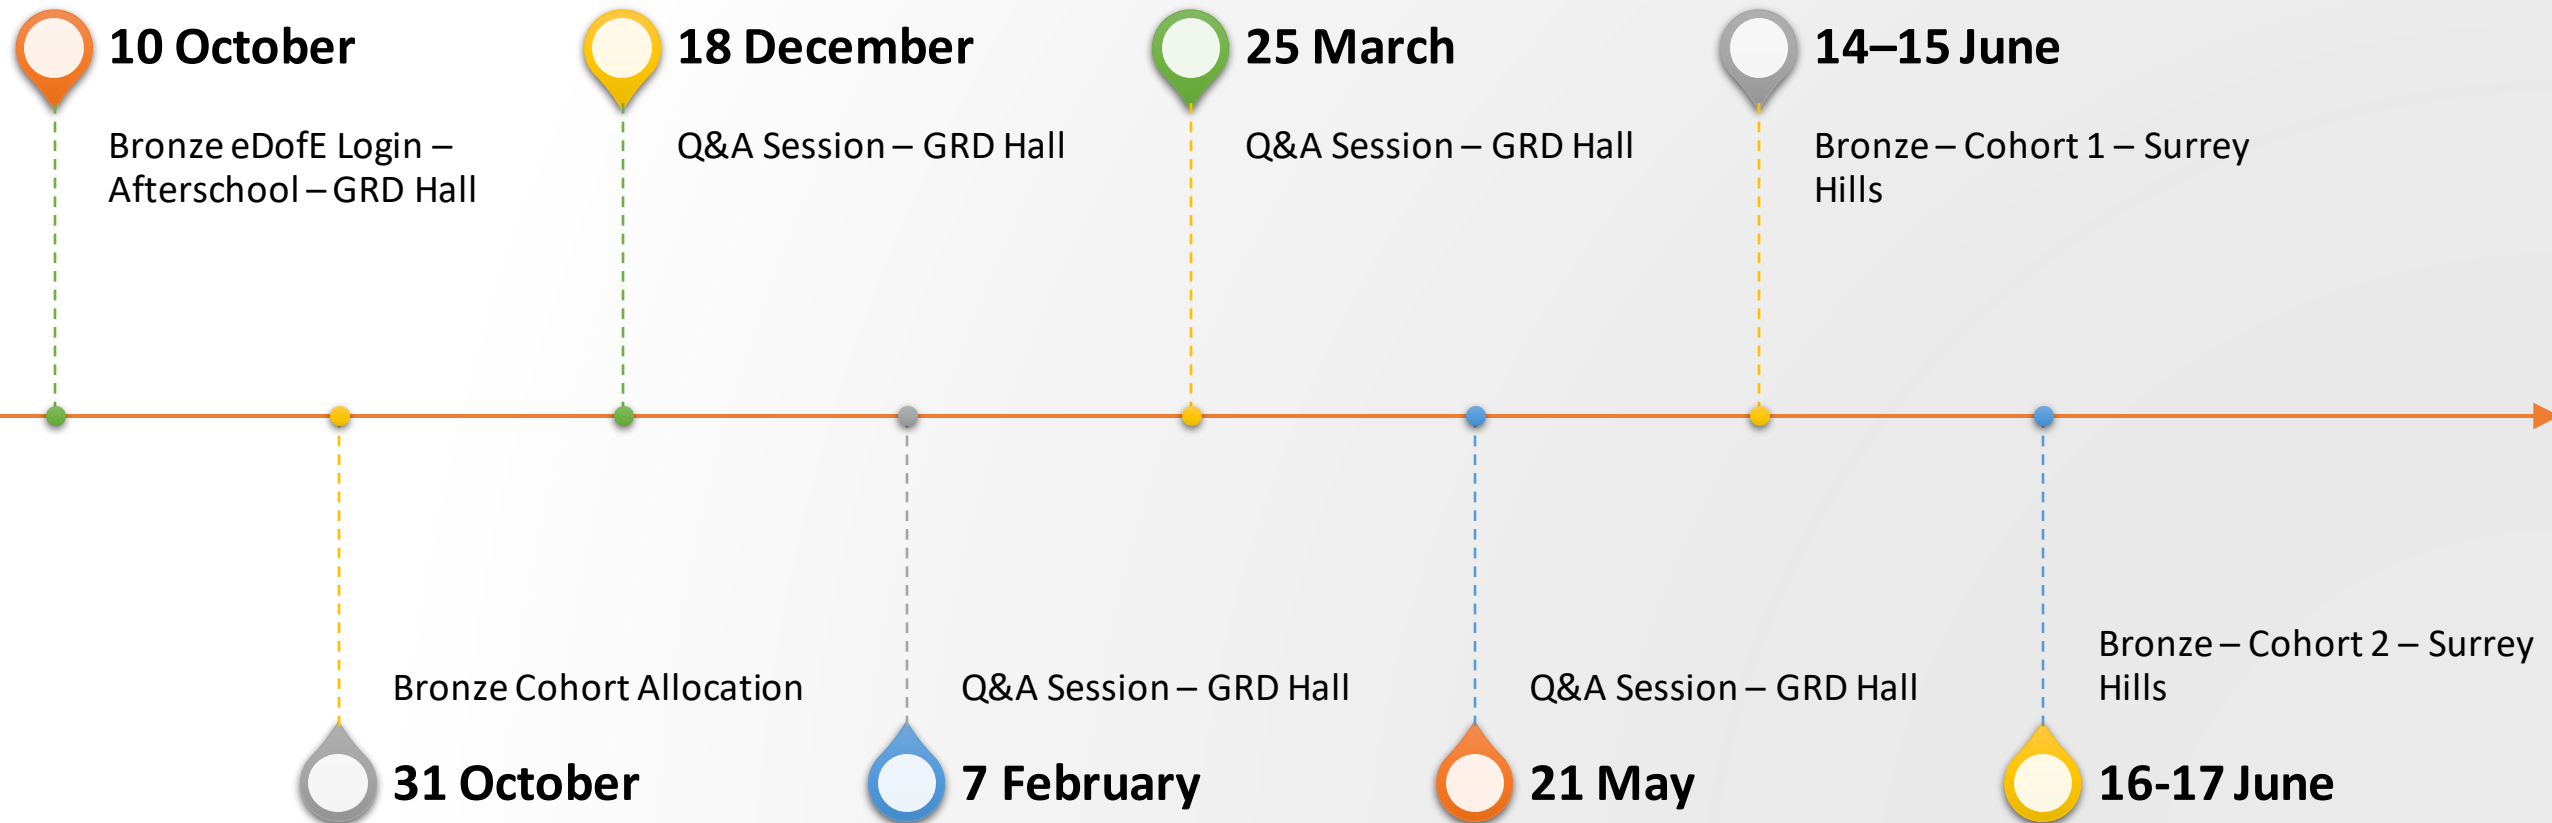 10 October
Bronze eDofE Login –
Afterschool – GRD Hall
31 October
Bronze Cohort Allocation
18 December
Q&A Session – GRD Hall
7 February
Q&A Session – GRD Hall
25 March
Q&A Session – GRD Hall
21 May
Q&A Session – GRD Hall
14–15 June
Bronze – Cohort 1 – Surrey
Hills
16-17 June
Bronze – Cohort 2 – Surrey
Hills